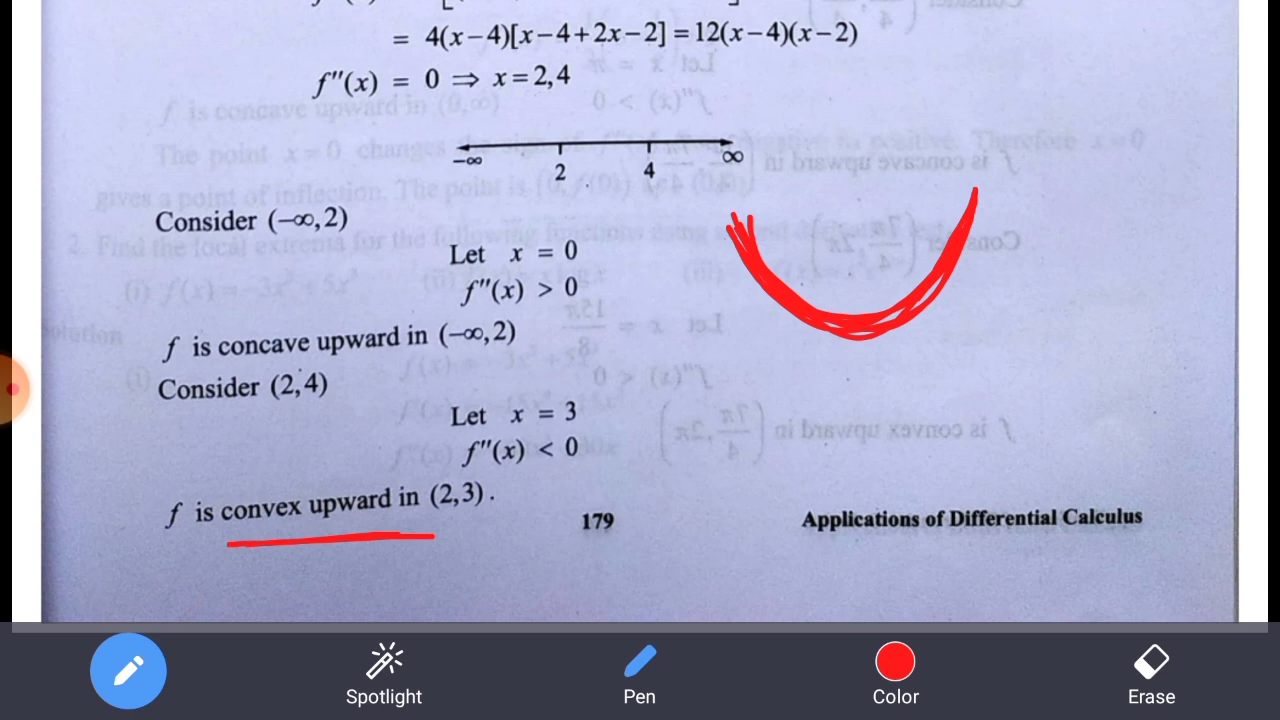 = 4(x−4)[x−4+2x−2] = 12(x−4)(x−2)
f″(x) = 0 ⇒ x = 2, 4
−∞ 2 4 ∞
Consider (−∞, 2)
Let x = 0
f″(x) > 0
f is concave upward in (−∞, 2)
Consider (2, 4)
Let x = 3
f″(x) < 0
f is convex upward in (2, 3).
179 Applications of Differential Calculus
Spotlight Pen Color Erase